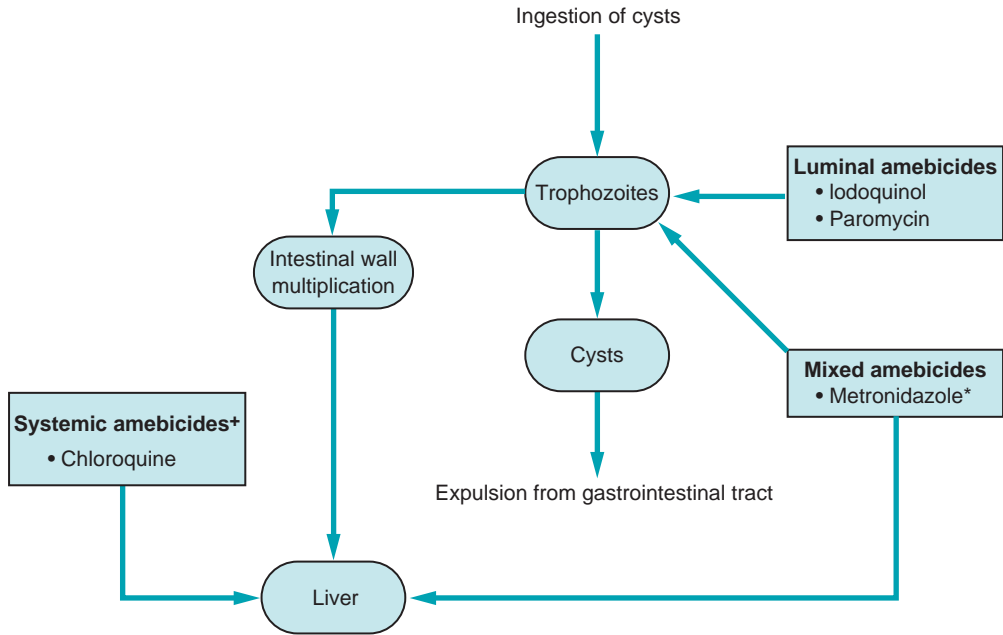 Ingestion of cysts
Trophozoites
Luminal amebicides
• Iodoquinol
• Paromycin
Intestinal wall
multiplication
Cysts
Mixed amebicides
• Metronidazole*
Systemic amebicides+
• Chloroquine
Expulsion from gastrointestinal tract
Liver